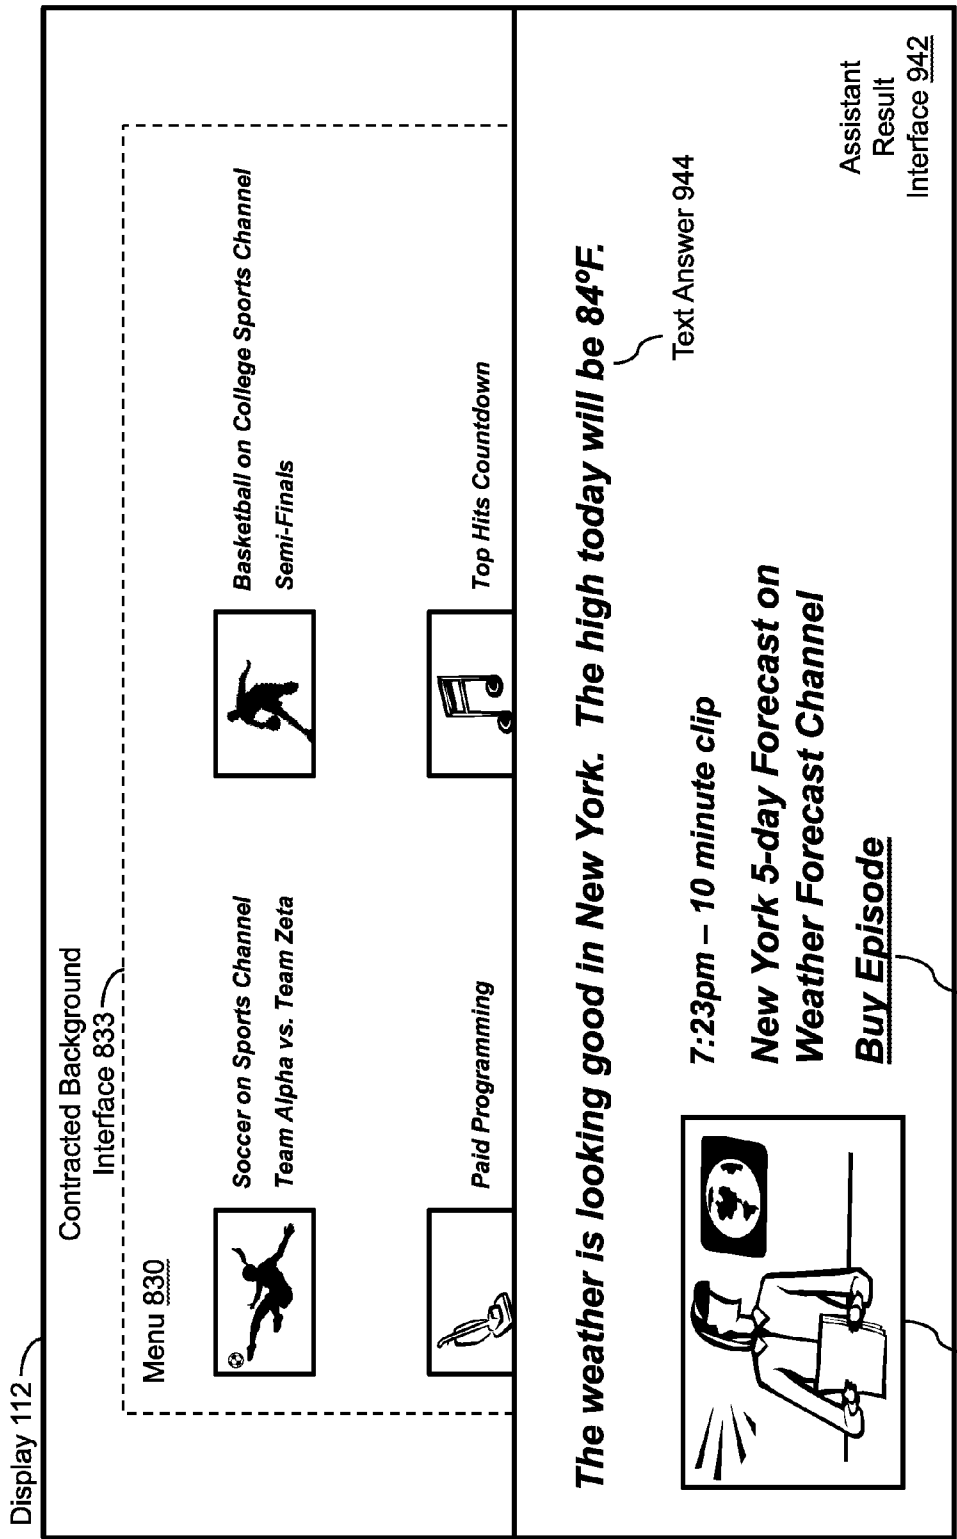 Display 112
Contracted Background
Interface 833
Menu 830
Soccer on Sports Channel
Team Alpha vs. Team Zeta
Basketball on College Sports Channel
Semi-Finals
Paid Programming
Top Hits Countdown
The weather is looking good in New York. The high today will be 84ºF.
Text Answer 944
7:23pm – 10 minute clip
New York 5-day Forecast on
Weather Forecast Channel
Buy Episode
Assistant
Result
Interface 942